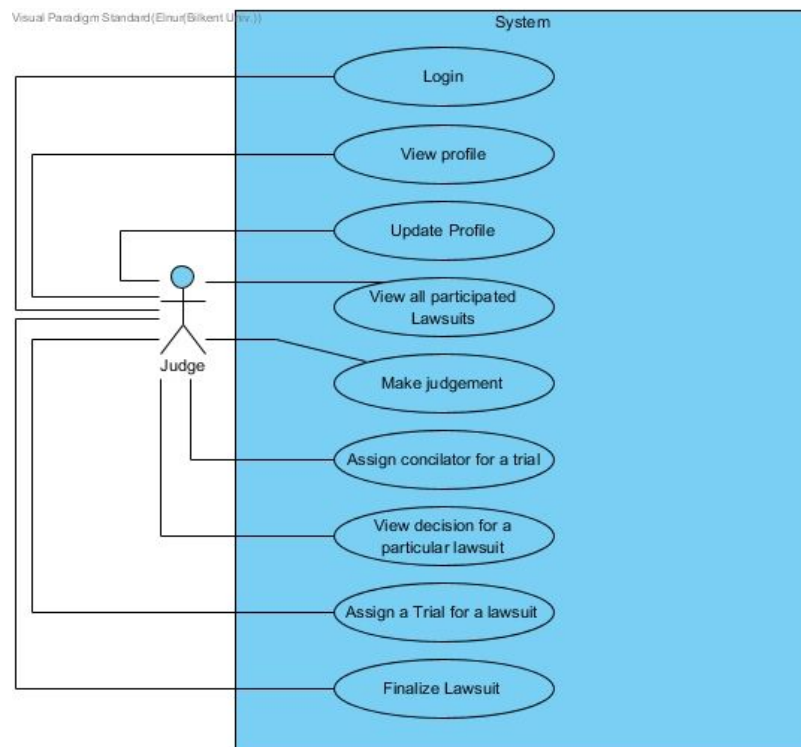 Visual Paradigm Standard(Elnur(Bilkent Univ.))
System
Login
View profile
Update Profile
View all participated
Lawsuits
Judge
Make judgement
Assign concilator for a trial
View decision for a
particular lawsuit
Assign a Trial for a lawsuit
Finalize Lawsuit